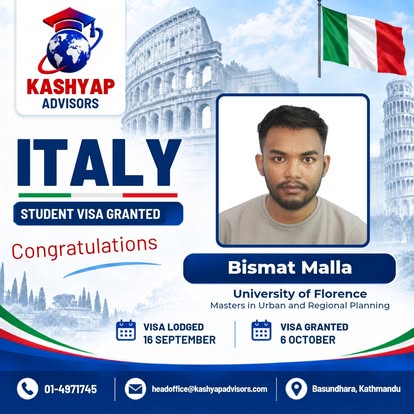 KASHYAP
ADVISORS
ITALY
STUDENT VISA GRANTED
Congratulations
Bismat Malla
University of Florence
Masters in Urban and Regional Planning
VISA LODGED
16 SEPTEMBER
VISA GRANTED
6 OCTOBER
01-4971745
headoffice@kashyapadvisors.com
Basundhara, Kathmandu